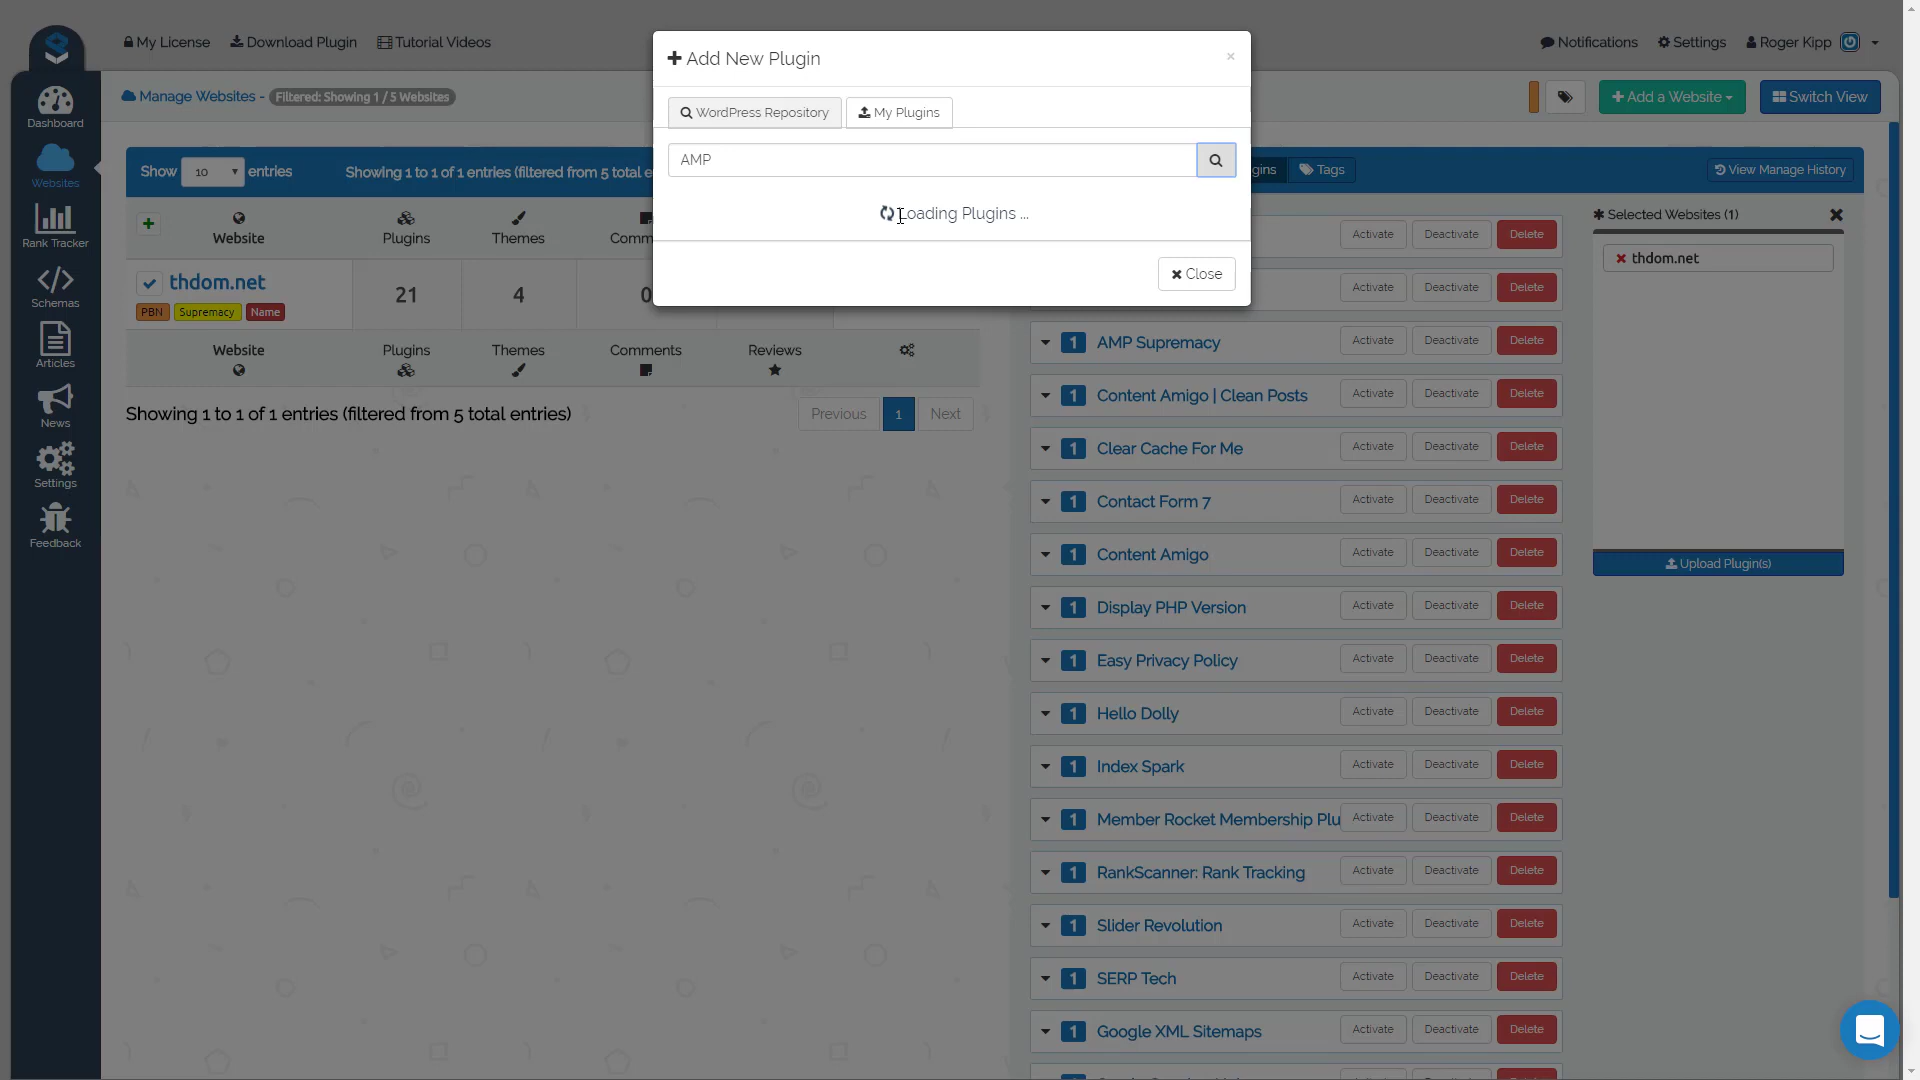 My License
Download Plugin
Tutorial Videos
Notifications
Settings
Roger Kipp
Manage Websites -
Filtered: Showing 1 / 5 Websites
Add a Website
Switch View
Add New Plugin
×
WordPress Repository
My Plugins
AMP
Loading Plugins ...
Close
Dashboard
Websites
Rank Tracker
Schemas
Articles
News
Settings
Feedback
Show 10 entries
Showing 1 to 1 of 1 entries (filtered from 5 total e
gins
Tags
View Manage History
Website
Plugins
Themes
Comm
thdom.net
PBN
Supremacy
Name
21
4
0
Website
Plugins
Themes
Comments
Reviews
Showing 1 to 1 of 1 entries (filtered from 5 total entries)
Previous
1
Next
Activate Deactivate Delete
Activate Deactivate Delete
1 AMP Supremacy Activate Deactivate Delete
1 Content Amigo | Clean Posts Activate Deactivate Delete
1 Clear Cache For Me Activate Deactivate Delete
1 Contact Form 7 Activate Deactivate Delete
1 Content Amigo Activate Deactivate Delete
1 Display PHP Version Activate Deactivate Delete
1 Easy Privacy Policy Activate Deactivate Delete
1 Hello Dolly Activate Deactivate Delete
1 Index Spark Activate Deactivate Delete
1 Member Rocket Membership Plu Activate Deactivate Delete
1 RankScanner: Rank Tracking Activate Deactivate Delete
1 Slider Revolution Activate Deactivate Delete
1 SERP Tech Activate Deactivate Delete
1 Google XML Sitemaps Activate Deactivate Delete
Selected Websites (1)
thdom.net
Upload Plugin(s)